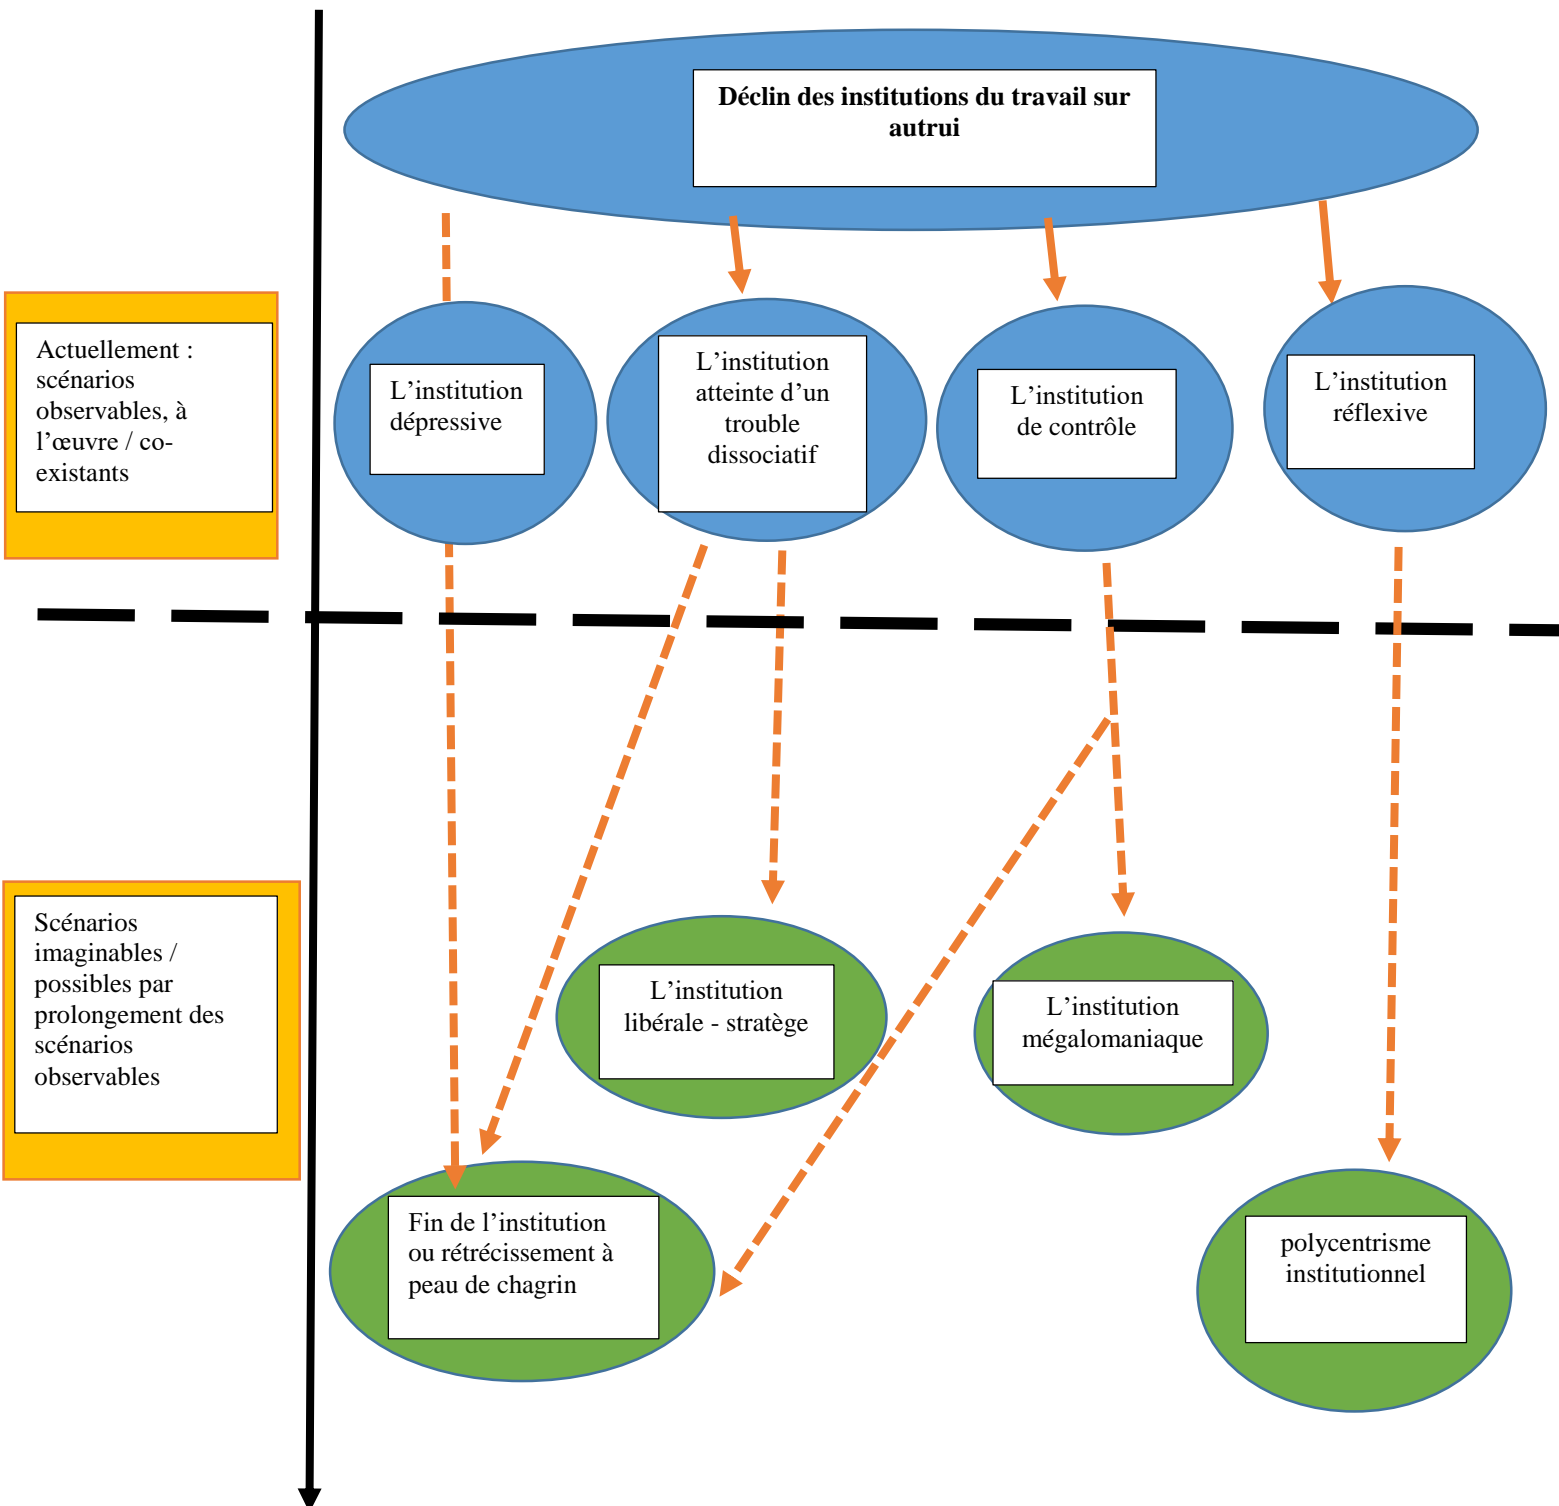 Déclin des institutions du travail sur
autrui
Actuellement :
scénarios
observables, à
l’œuvre / co-
existants
L’institution
dépressive
L’institution
atteinte d’un
trouble
dissociatif
L’institution
de contrôle
L’institution
réflexive
Scénarios
imaginables /
possibles par
prolongement des
scénarios
observables
L’institution
libérale - stratège
L’institution
mégalomaniaque
Fin de l’institution
ou rétrécissement à
peau de chagrin
polycentrisme
institutionnel